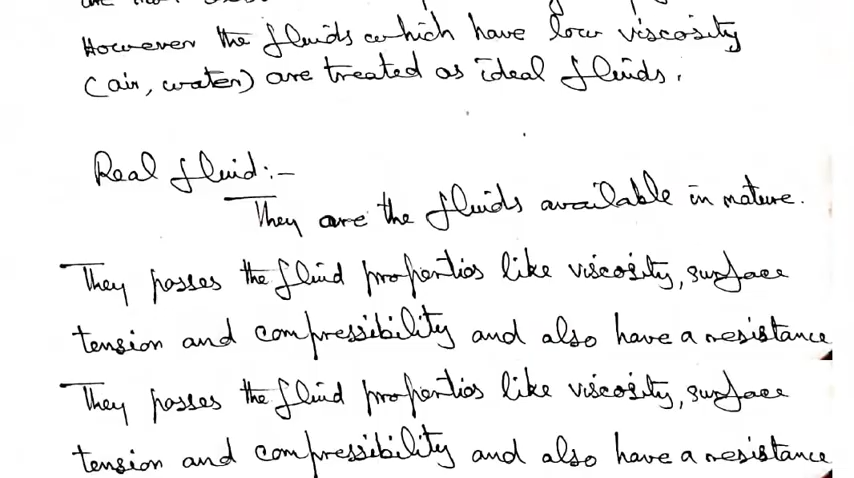 However the fluids which have low viscosity
(air, water) are treated as ideal fluids.
Real fluid:-
They are the fluids available in nature.
They passes the fluid properties like viscosity, surface
tension and compressibility and also have a resistance
They passes the fluid properties like viscosity, surface
tension and compressibility and also have a resistance